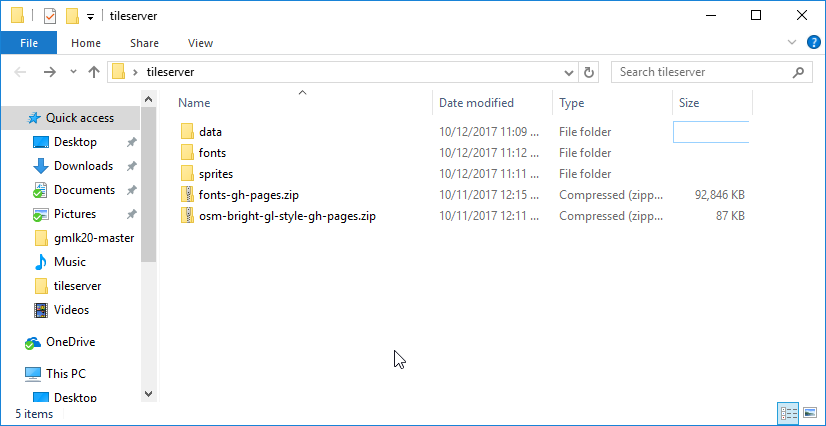 tileserver
File Home Share View
tileserver Search tileserver
Name Date modified Type Size
Quick access
Desktop
Downloads
Documents
Pictures
gmlk20-master
Music
tileserver
Videos
OneDrive
This PC
Desktop
data 10/12/2017 11:09 ... File folder
fonts 10/12/2017 11:12 ... File folder
sprites 10/12/2017 11:11 ... File folder
fonts-gh-pages.zip 10/11/2017 12:15 ... Compressed (zipp... 92,846 KB
osm-bright-gl-style-gh-pages.zip 10/11/2017 12:11 ... Compressed (zipp... 87 KB
5 items